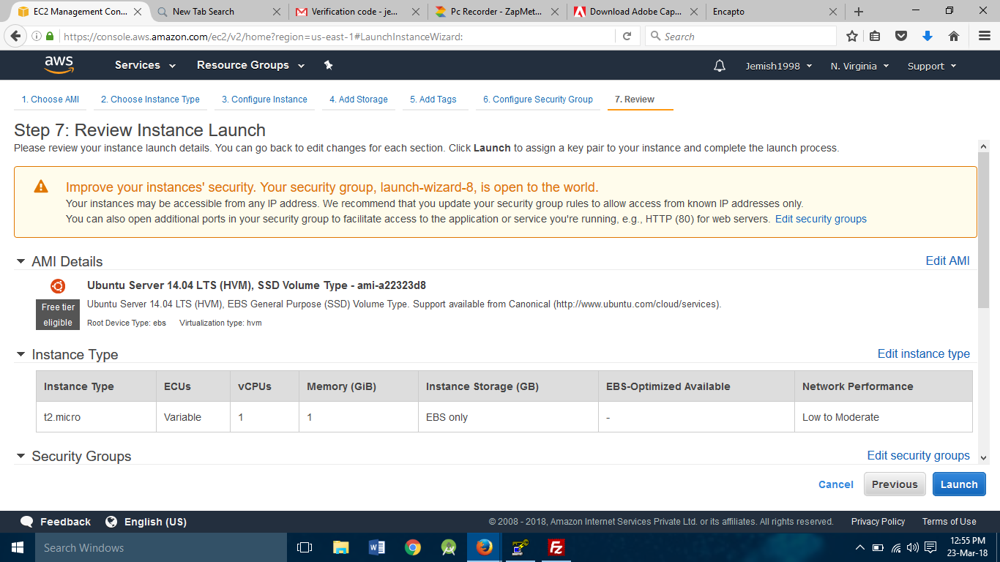 EC2 Management Con...
New Tab Search
Verification code - je...
Pc Recorder - ZapMet...
Download Adobe Cap...
Encapto
https://console.aws.amazon.com/ec2/v2/home?region=us-east-1#LaunchInstanceWizard:
Search
aws
Services
Resource Groups
Jemish1998
N. Virginia
Support
1. Choose AMI
2. Choose Instance Type
3. Configure Instance
4. Add Storage
5. Add Tags
6. Configure Security Group
7. Review
Step 7: Review Instance Launch
Please review your instance launch details. You can go back to edit changes for each section. Click Launch to assign a key pair to your instance and complete the launch process.
Improve your instances' security. Your security group, launch-wizard-8, is open to the world.
Your instances may be accessible from any IP address. We recommend that you update your security group rules to allow access from known IP addresses only.
You can also open additional ports in your security group to facilitate access to the application or service you're running, e.g., HTTP (80) for web servers. Edit security groups
AMI Details
Edit AMI
Ubuntu Server 14.04 LTS (HVM), SSD Volume Type - ami-a22323d8
Free tier
eligible
Ubuntu Server 14.04 LTS (HVM), EBS General Purpose (SSD) Volume Type. Support available from Canonical (http://www.ubuntu.com/cloud/services).
Root Device Type: ebs Virtualization type: hvm
Instance Type
Edit instance type
Instance Type ECUs vCPUs Memory (GiB) Instance Storage (GB) EBS-Optimized Available Network Performance
t2.micro Variable 1 1 EBS only - Low to Moderate
Security Groups
Edit security groups
Cancel
Previous
Launch
Feedback
English (US)
© 2008 - 2018, Amazon Internet Services Private Ltd. or its affiliates. All rights reserved.
Privacy Policy
Terms of Use
Search Windows
12:55 PM
23-Mar-18